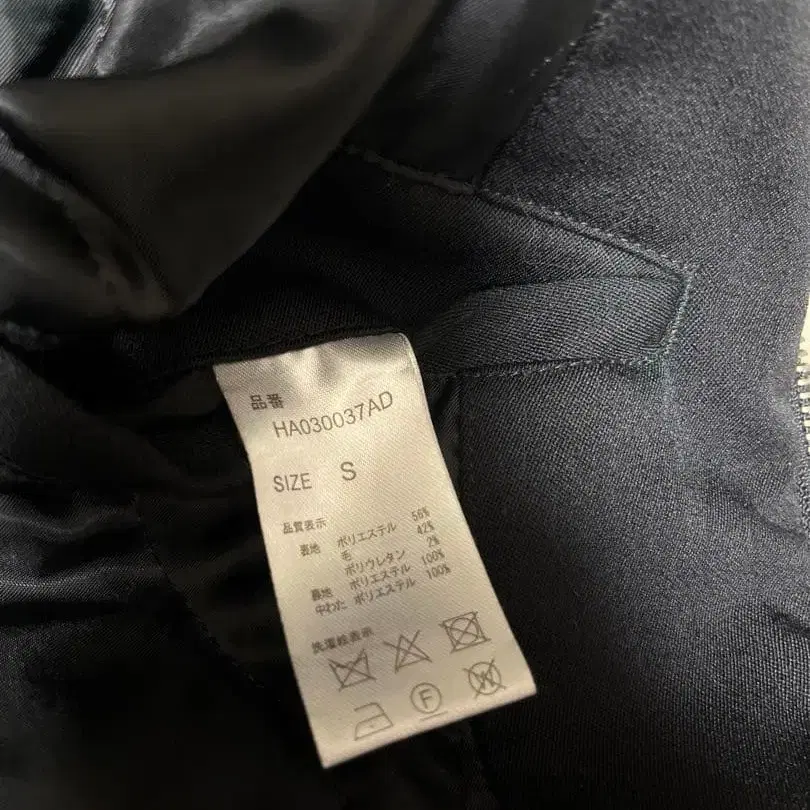 品番
HA030037AD
SIZE S
品質表示
表地 ポリエステル 56%
毛 42%
ポリウレタン 2%
裏地 ポリエステル 100%
中わた ポリエステル 100%
洗濯絵表示
F W